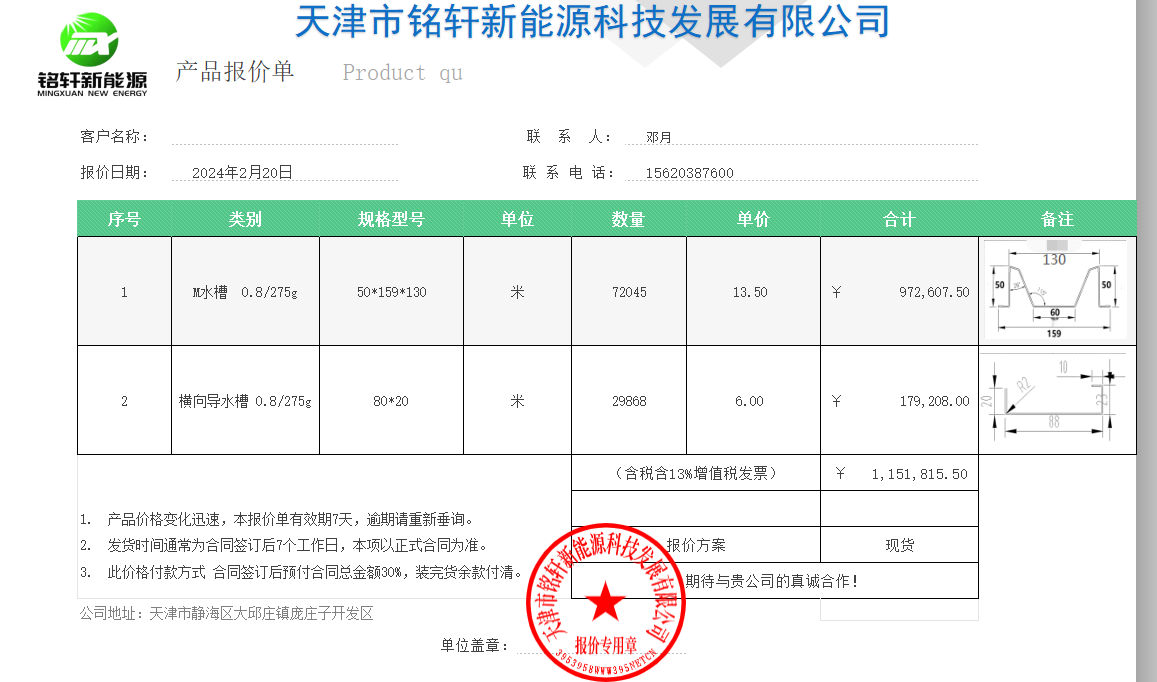 天津市铭轩新能源科技发展有限公司
铭轩新能源
MINGXUAN NEW ENERGY
产品报价单 Product qu
客户名称： 联 系 人： 邓月
报价日期： 2024年2月20日 联 系 电 话： 15620387600
序号 类别 规格型号 单位 数量 单价 合计 备注
1 M水槽 0.8/275g 50*159*130 米 72045 13.50 ¥ 972,607.50
130
50 50
60
159
2 横向导水槽 0.8/275g 80*20 米 29868 6.00 ¥ 179,208.00
10
R2
20 23
88
（含税含13%增值税发票） ¥ 1,151,815.50
1. 产品价格变化迅速，本报价单有效期7天，逾期请重新垂询。
2. 发货时间通常为合同签订后7个工作日，本项以正式合同为准。
报价方案 现货
3. 此价格付款方式 合同签订后预付合同总金额30%，装完货余款付清。
期待与贵公司的真诚合作！
公司地址：天津市静海区大邱庄镇庞庄子开发区
单位盖章：
天津市铭轩新能源科技发展有限公司
报价专用章
3953958WWW395NETCN